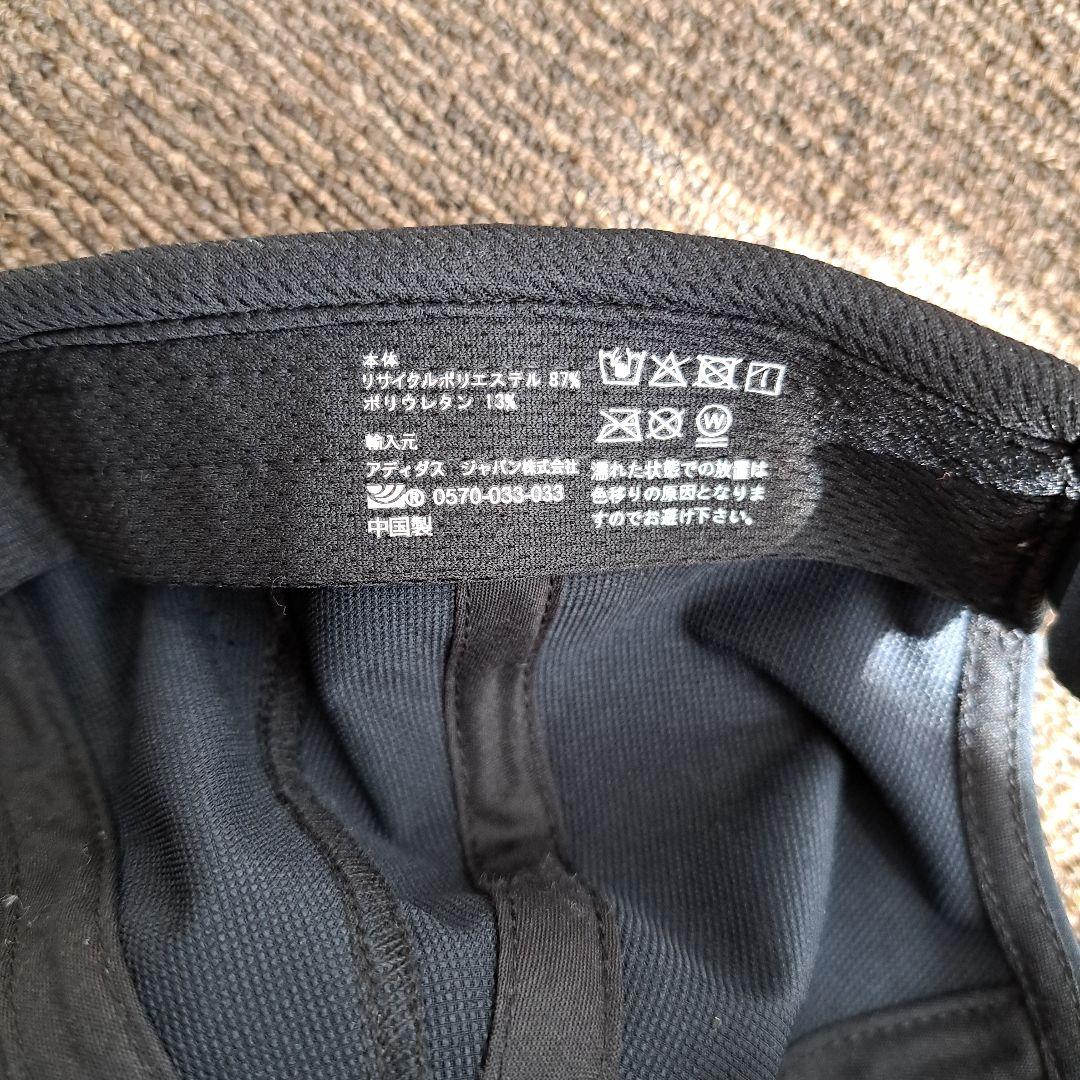 本体
リサイクルポリエステル 87%
ポリウレタン 13%
輸入元
アディダス ジャパン株式会社
® 0570-033-033
中国製
W
濡れた状態での放置は
色移りの原因となりま
すのでお避け下さい。